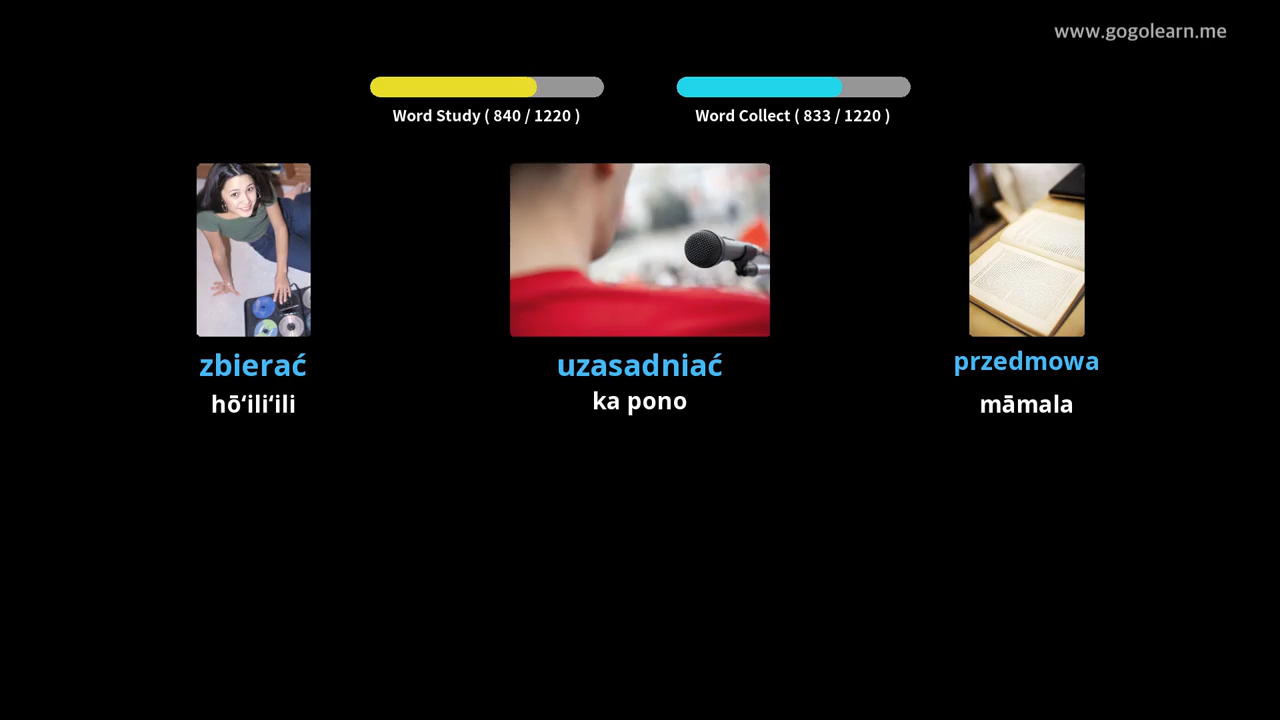 www.gogolearn.me
Word Study ( 840 / 1220 )
Word Collect ( 833 / 1220 )
zbierać
uzasadniać
przedmowa
hōʻiliʻili
ka pono
māmala